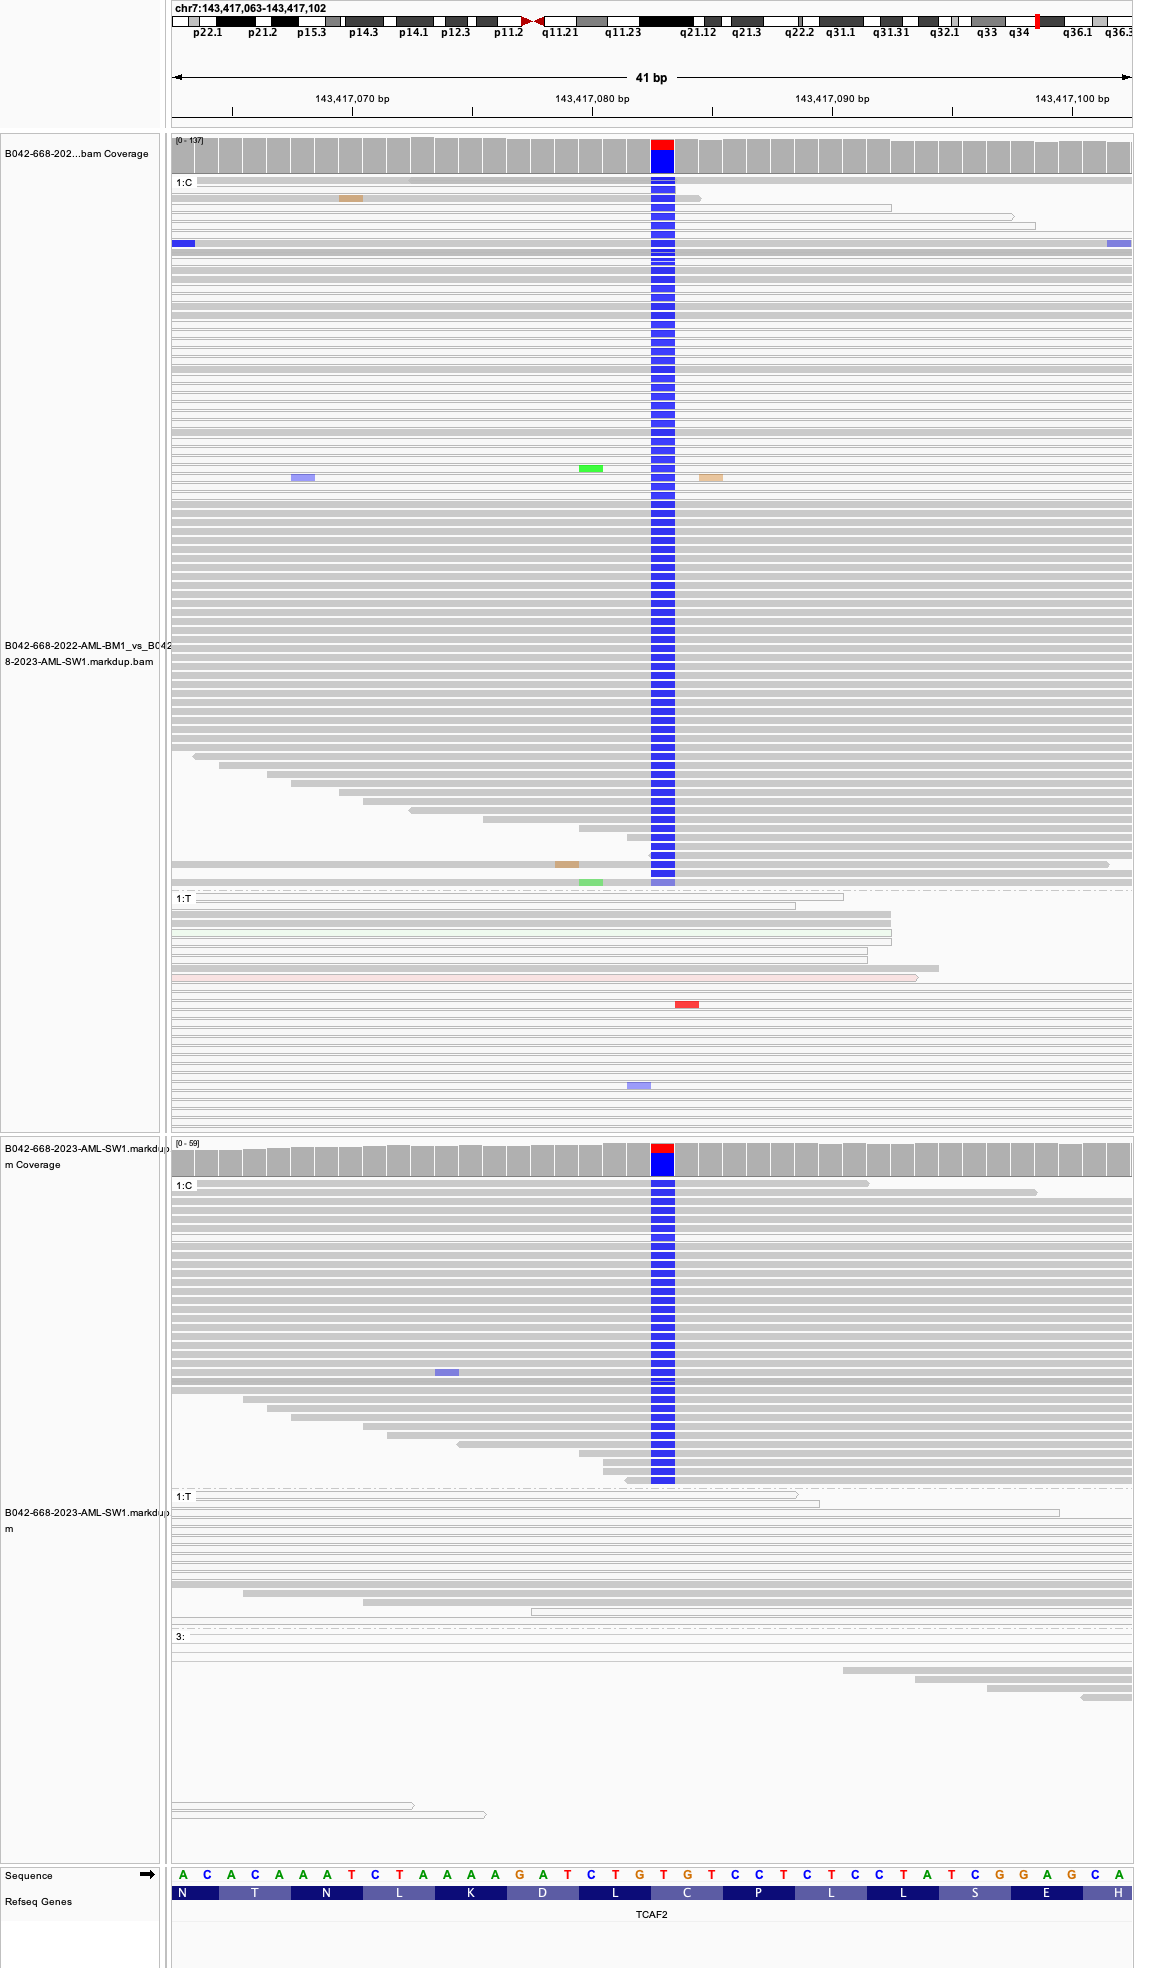 chr7:143,417,063-143,417,102
p22.1 p21.2 p15.3 p14.3 p14.1 p12.3 p11.2 q11.21 q11.23 q21.12 q21.3 q22.2 q31.1 q31.31 q32.1 q33 q34 q36.1 q36.3
41 bp
143,417,070 bp 143,417,080 bp 143,417,090 bp 143,417,100 bp
[0 - 137]
B042-668-202...bam Coverage
1:C
B042-668-2022-AML-BM1_vs_B042
8-2023-AML-SW1.markdup.bam
1:T
[0 - 59]
B042-668-2023-AML-SW1.markdup
m Coverage
1:C
1:T
B042-668-2023-AML-SW1.markdup
m
3:
Sequence A C A C A A A T C T A A A A G A T C T G T G T C C T C T C C T A T C G G A G C A
Refseq Genes N T N L K D L C P L L S E H
TCAF2